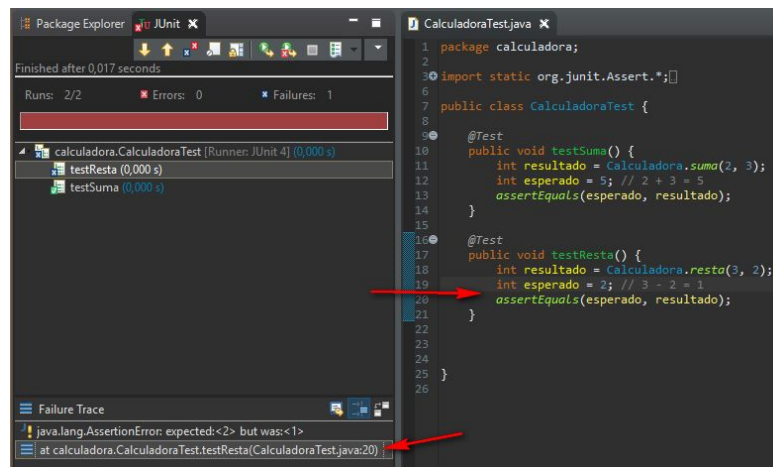 Package Explorer JUnit
Finished after 0,017 seconds
Runs: 2/2 Errors: 0 Failures: 1
calculadora.CalculadoraTest [Runner: JUnit 4] (0,000 s)
testResta (0,000 s)
testSuma (0,000 s)
Failure Trace
java.lang.AssertionError: expected:<2> but was:<1>
at calculadora.CalculadoraTest.testResta(CalculadoraTest.java:20)
CalculadoraTest.java
1 package calculadora;
2
3 import static org.junit.Assert.*;
6
7 public class CalculadoraTest {
8
9 @Test
10 public void testSuma() {
11 int resultado = Calculadora.suma(2, 3);
12 int esperado = 5; // 2 + 3 = 5
13 assertEquals(esperado, resultado);
14 }
15
16 @Test
17 public void testResta() {
18 int resultado = Calculadora.resta(3, 2);
19 int esperado = 2; // 3 - 2 = 1
20 assertEquals(esperado, resultado);
21 }
22
23
24
25 }
26